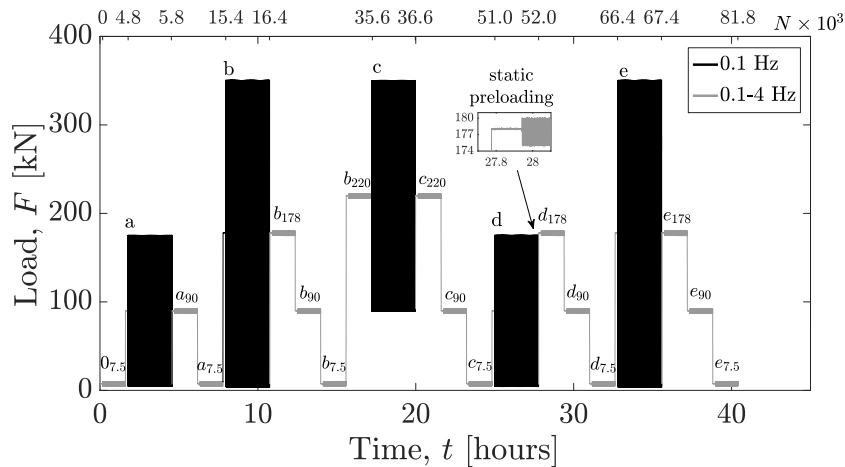 0 4.8 5.8 15.4 16.4 35.6 36.6 51.0 52.0 66.4 67.4 81.8 N × 10³
400
300
200
100
0
Load, F [kN]
0.1 Hz
0.1-4 Hz
static
preloading
180
177
174
27.8 28
a
b
c
d
e
0₇.₅
a₉₀
a₇.₅
b₁₇₈
b₉₀
b₇.₅
b₂₂₀
c₂₂₀
c₉₀
c₇.₅
d₁₇₈
d₉₀
d₇.₅
e₁₇₈
e₉₀
e₇.₅
0 10 20 30 40
Time, t [hours]